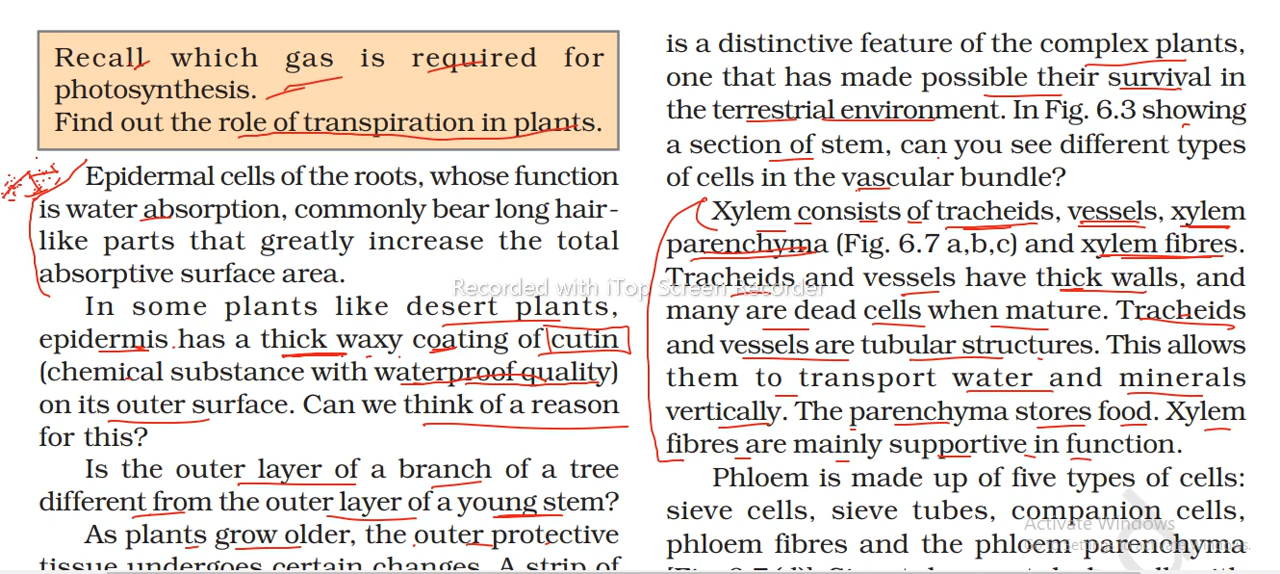 Recall which gas is required for
photosynthesis.
Find out the role of transpiration in plants.
Epidermal cells of the roots, whose function
is water absorption, commonly bear long hair-
like parts that greatly increase the total
absorptive surface area.
In some plants like desert plants,
epidermis has a thick waxy coating of cutin
(chemical substance with waterproof quality)
on its outer surface. Can we think of a reason
for this?
Is the outer layer of a branch of a tree
different from the outer layer of a young stem?
As plants grow older, the outer protective
tissue undergoes certain changes. A strip of
is a distinctive feature of the complex plants,
one that has made possible their survival in
the terrestrial environment. In Fig. 6.3 showing
a section of stem, can you see different types
of cells in the vascular bundle?
Xylem consists of tracheids, vessels, xylem
parenchyma (Fig. 6.7 a,b,c) and xylem fibres.
Tracheids and vessels have thick walls, and
many are dead cells when mature. Tracheids
and vessels are tubular structures. This allows
them to transport water and minerals
vertically. The parenchyma stores food. Xylem
fibres are mainly supportive in function.
Phloem is made up of five types of cells:
sieve cells, sieve tubes, companion cells,
phloem fibres and the phloem parenchyma
Recorded with iTop Screen Recorder
Activate Windows